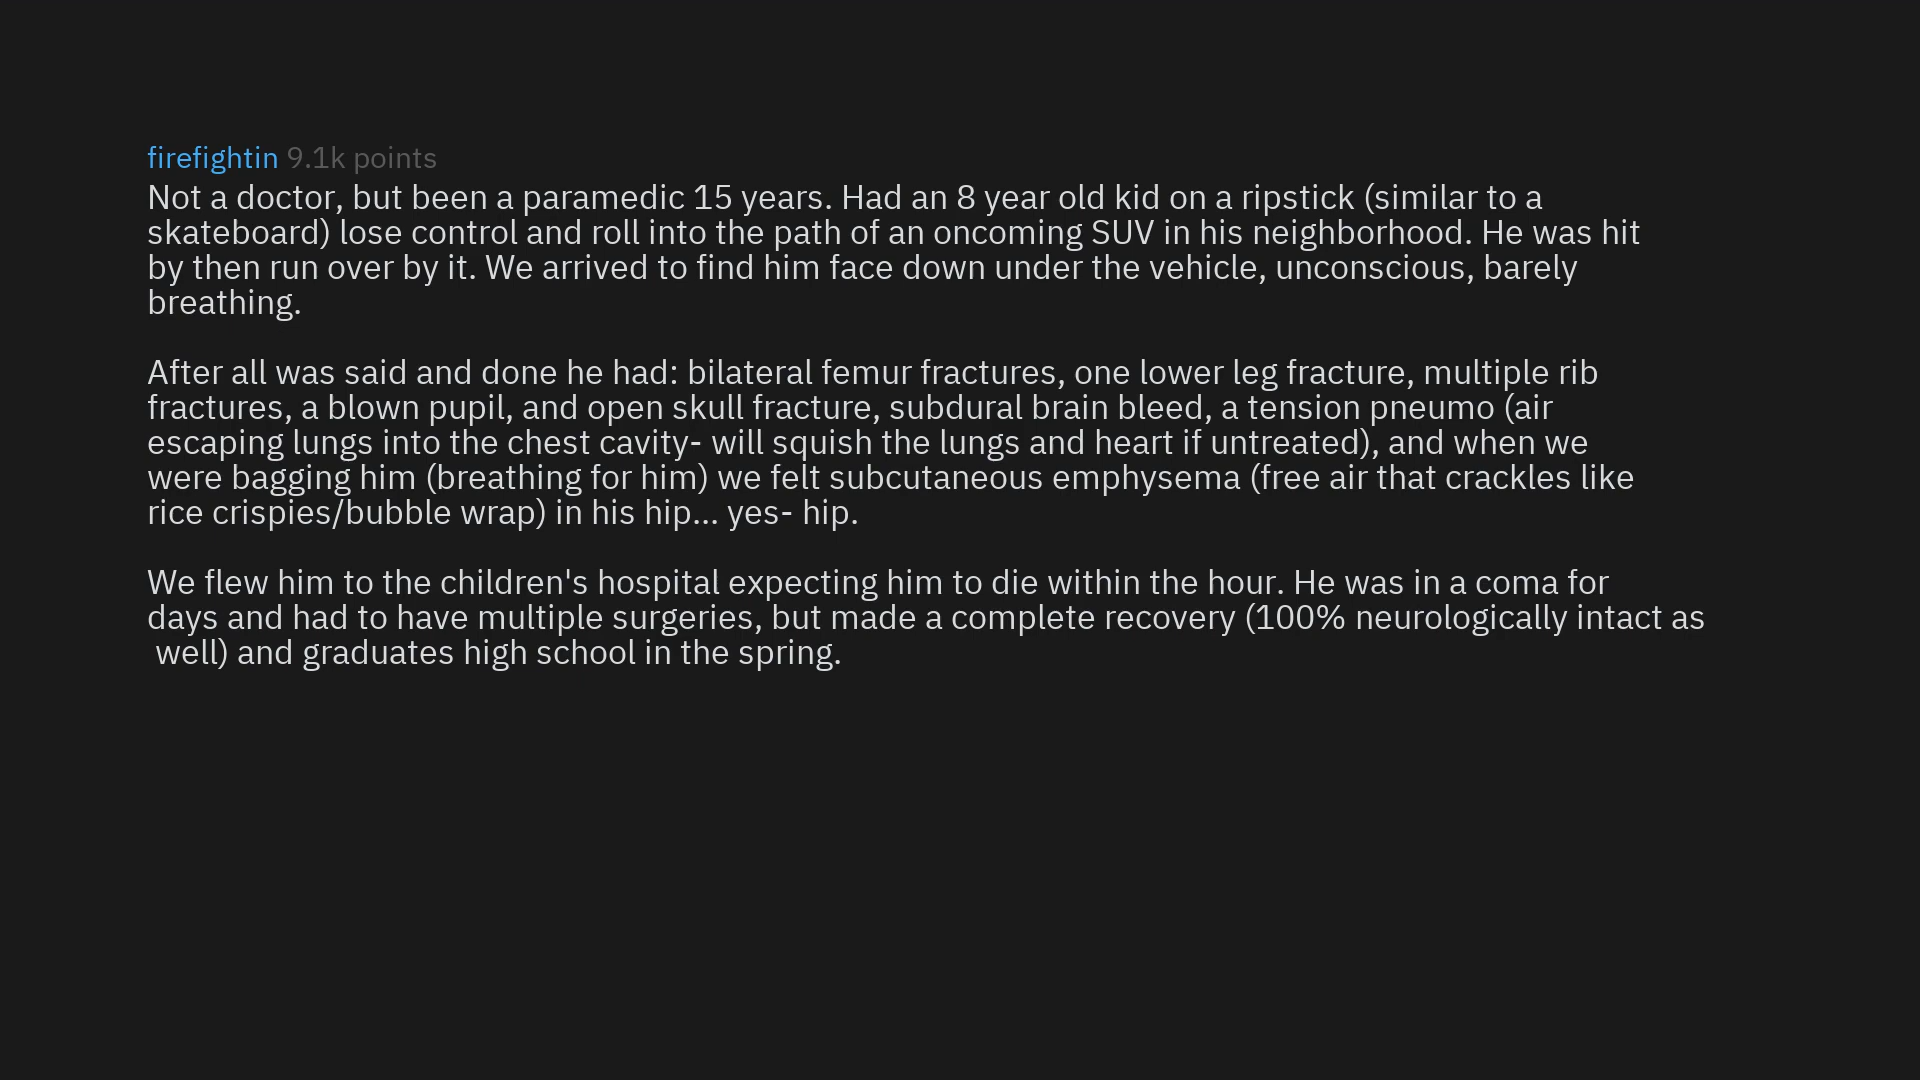 firefightin 9.1k points
Not a doctor, but been a paramedic 15 years. Had an 8 year old kid on a ripstick (similar to a
skateboard) lose control and roll into the path of an oncoming SUV in his neighborhood. He was hit
by then run over by it. We arrived to find him face down under the vehicle, unconscious, barely
breathing.
After all was said and done he had: bilateral femur fractures, one lower leg fracture, multiple rib
fractures, a blown pupil, and open skull fracture, subdural brain bleed, a tension pneumo (air
escaping lungs into the chest cavity- will squish the lungs and heart if untreated), and when we
were bagging him (breathing for him) we felt subcutaneous emphysema (free air that crackles like
rice crispies/bubble wrap) in his hip... yes- hip.
We flew him to the children's hospital expecting him to die within the hour. He was in a coma for
days and had to have multiple surgeries, but made a complete recovery (100% neurologically intact as
well) and graduates high school in the spring.